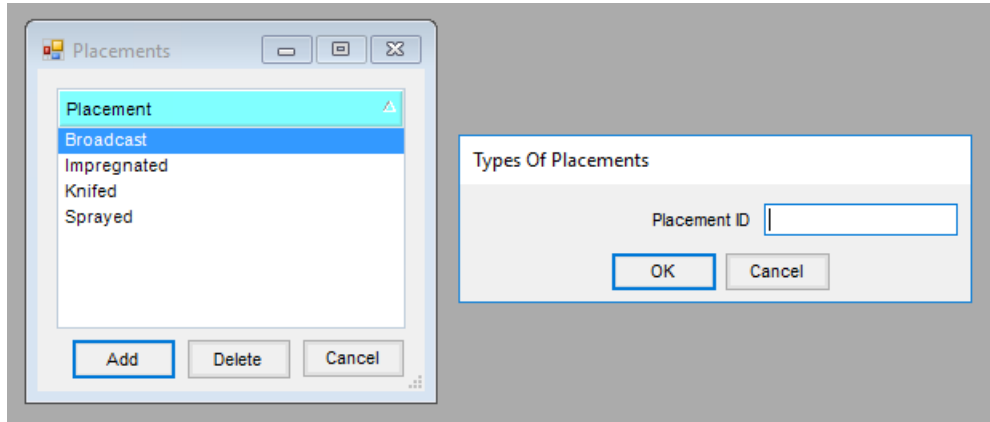 Placements
Placement
Broadcast
Impregnated
Knifed
Sprayed
Add Delete Cancel
Types Of Placements
Placement ID
OK Cancel